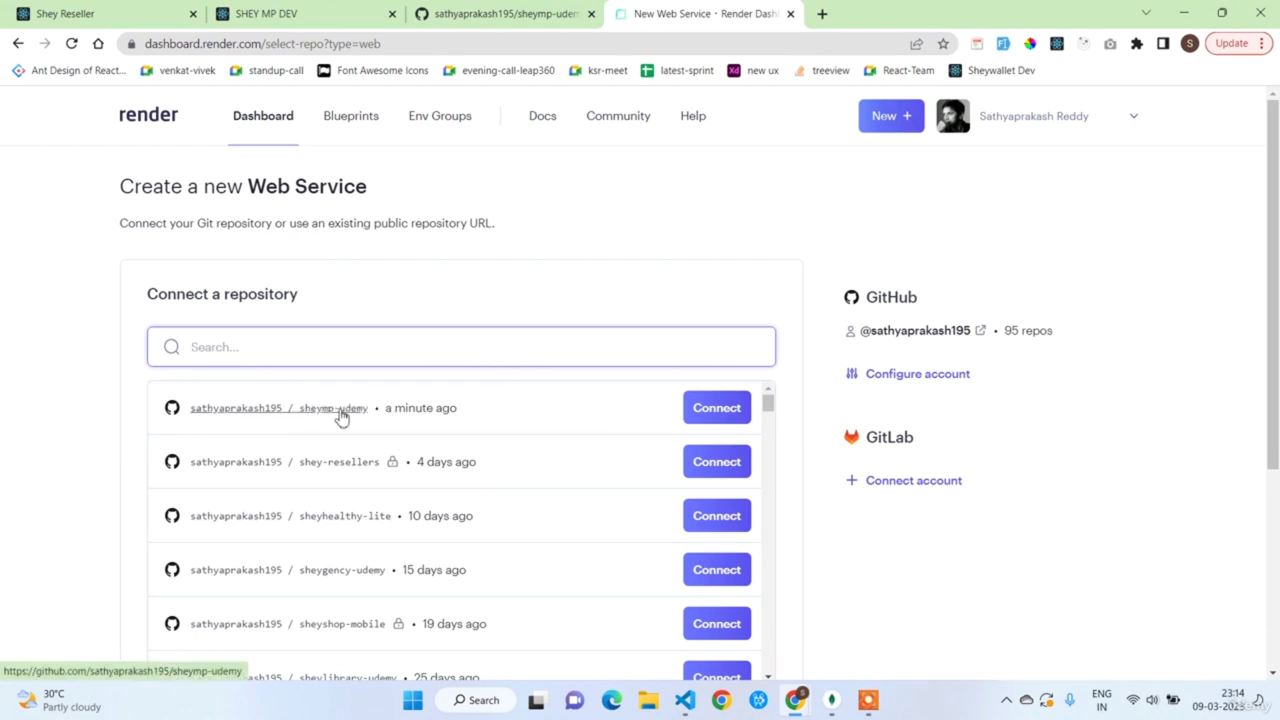 Shey Reseller
SHEY MP DEV
sathyaprakash195/sheymp-udem
New Web Service · Render Dash
dashboard.render.com/select-repo?type=web
S
Update
Ant Design of React...
venkat-vivek
standup-call
Font Awesome Icons
evening-call-leap360
ksr-meet
latest-sprint
new ux
treeview
React-Team
Sheywallet Dev
render
Dashboard
Blueprints
Env Groups
Docs
Community
Help
New +
Sathyaprakash Reddy
Create a new Web Service
Connect your Git repository or use an existing public repository URL.
Connect a repository
Search...
sathyaprakash195 / sheymp-udemy • a minute ago
Connect
sathyaprakash195 / shey-resellers • 4 days ago
Connect
sathyaprakash195 / sheyhealthy-lite • 10 days ago
Connect
sathyaprakash195 / sheygency-udemy • 15 days ago
Connect
sathyaprakash195 / sheyshop-mobile • 19 days ago
Connect
sathyaprakash195 / sheylibrary-udemy • 25 days ago
Connect
GitHub
@sathyaprakash195 • 95 repos
Configure account
GitLab
+ Connect account
https://github.com/sathyaprakash195/sheymp-udemy
30°C
Partly cloudy
Search
ENG
IN
23:14
09-03-2023